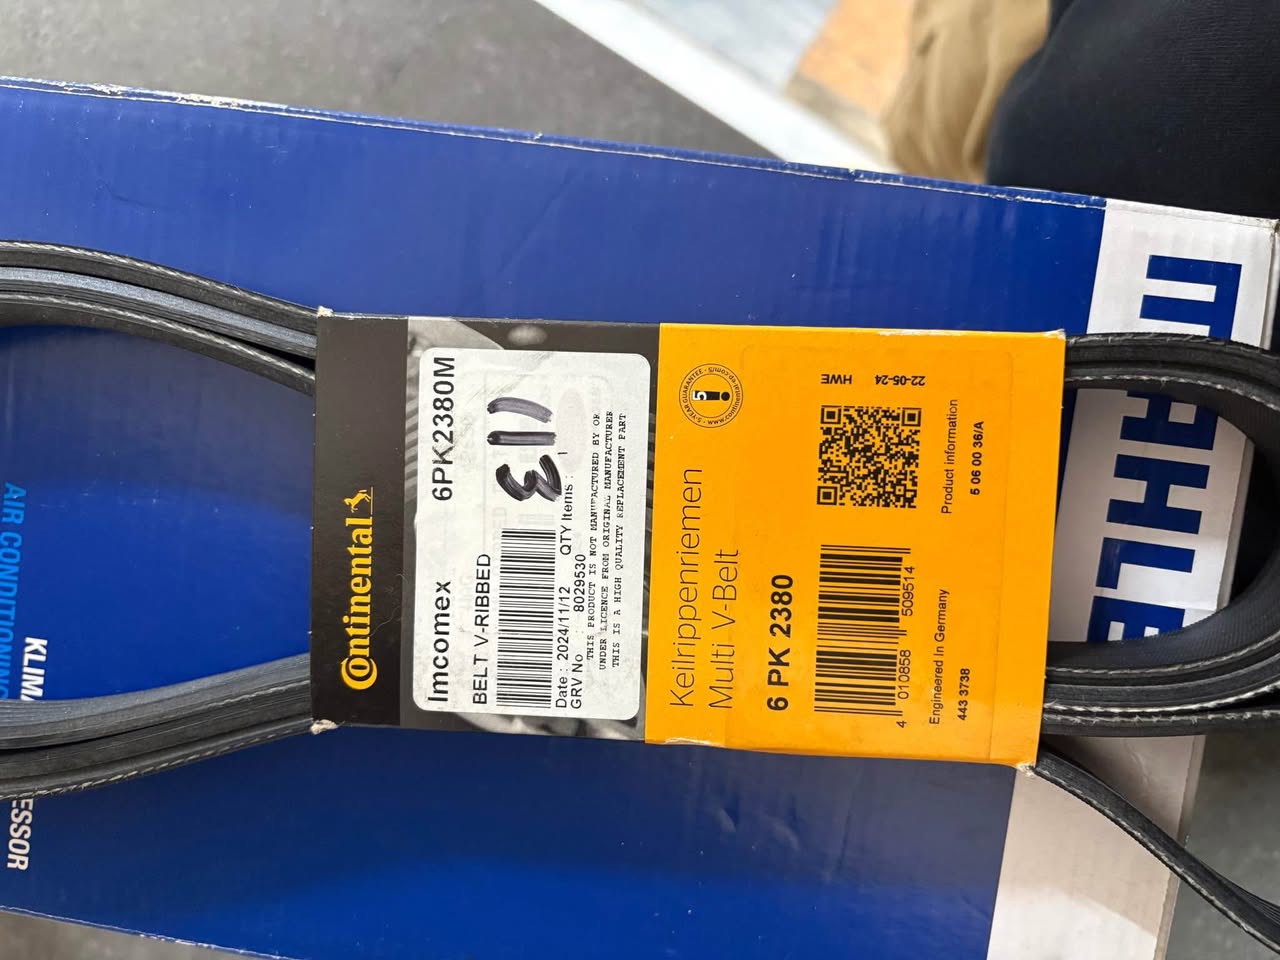 Continental
Imcomex 6PK2380M
BELT V-RIBBED
Date : 2024/11/12 QTY Items :
GRV No : 8029530
THIS PRODUCT IS NOT MANUFACTURED BY OR
UNDER LICENCE FROM ORIGINAL MANUFACTURER
THIS IS A HIGH QUALITY REPLACEMENT PART
Keilrippenriemen
Multi V-Belt
6 PK 2380
4 010858 509514
Engineered In Germany
443 3738
5
HWE
22-05-24
Product information
5 06 00 36/A
MAHLE
AIR CONDITIONING